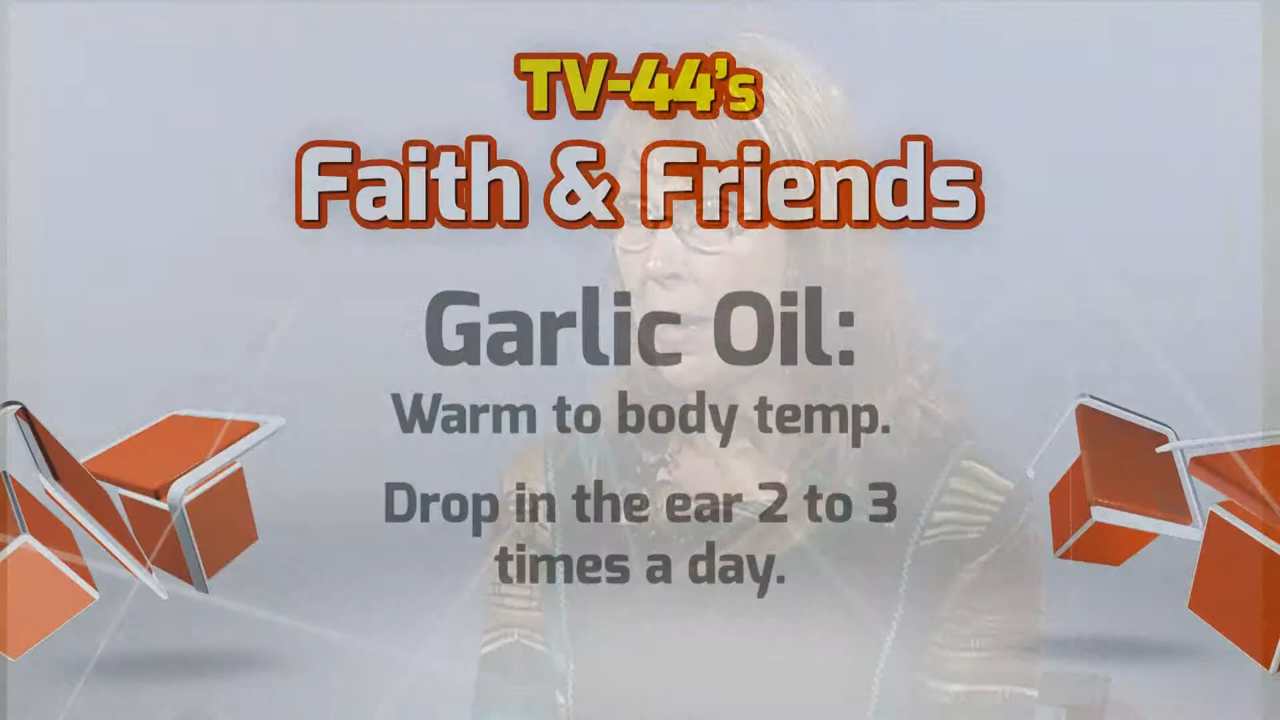 TV-44's
Faith & Friends
Garlic Oil:
Warm to body temp.
Drop in the ear 2 to 3
times a day.